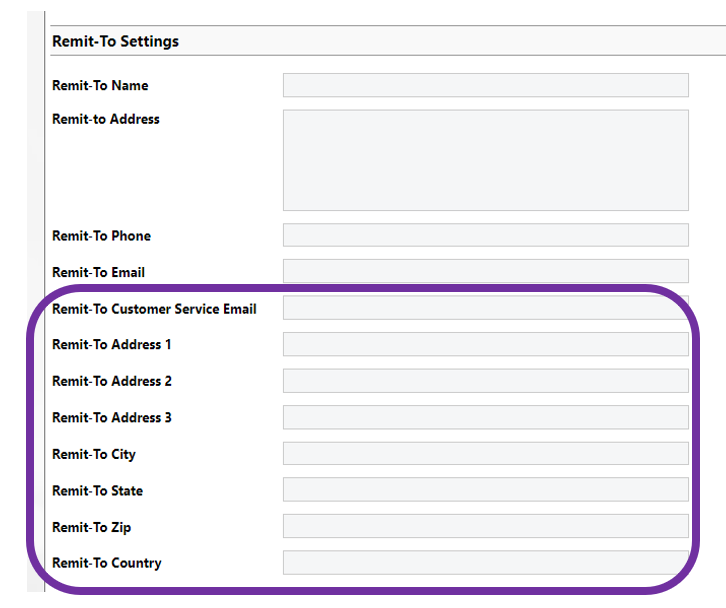 Remit-To Settings
Remit-To Name
Remit-to Address
Remit-To Phone
Remit-To Email
Remit-To Customer Service Email
Remit-To Address 1
Remit-To Address 2
Remit-To Address 3
Remit-To City
Remit-To State
Remit-To Zip
Remit-To Country